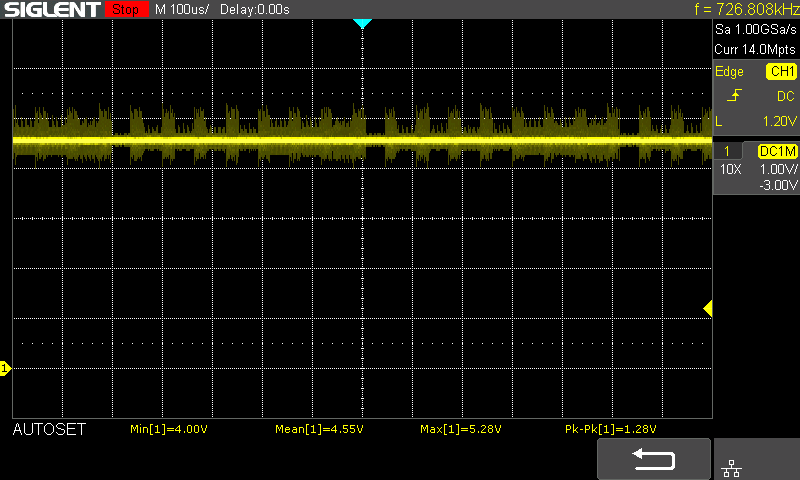 SIGLENT Stop M 100us/ Delay:0.00s f = 726.808kHz
Sa 1.00GSa/s
Curr 14.0Mpts
Edge CH1
DC
L 1.20V
1 DC1M
10X 1.00V/
-3.00V
1
AUTOSET Min[1]=4.00V Mean[1]=4.55V Max[1]=5.28V Pk-Pk[1]=1.28V